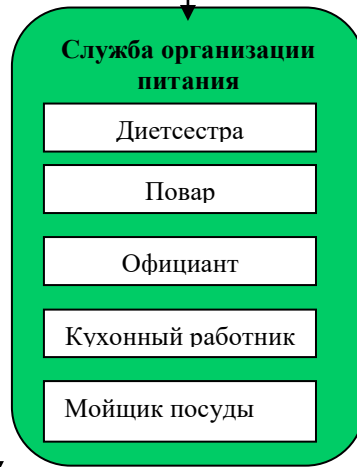 Служба организации
питания
Диетсестра
Повар
Официант
Кухонный работник
Мойщик посуды